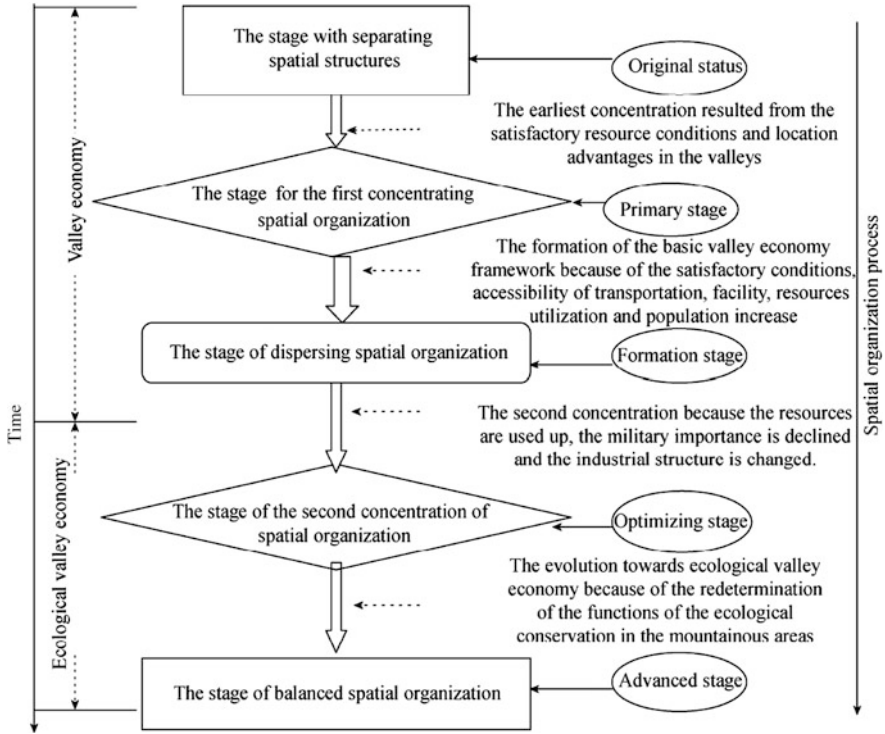 The stage with separating
spatial structures
Original status
The earliest concentration resulted from the
satisfactory resource conditions and location
advantages in the valleys
The stage for the first concentrating
spatial organization
Primary stage
The formation of the basic valley economy
framework because of the satisfactory conditions,
accessibility of transportation, facility, resources
utilization and population increase
The stage of dispersing spatial organization
Formation stage
The second concentration because the resources
are used up, the military importance is declined
and the industrial structure is changed.
The stage of the second concentration of
spatial organization
Optimizing stage
The evolution towards ecological valley
economy because of the redetermination
of the functions of the ecological
conservation in the mountainous areas
The stage of balanced spatial organization
Advanced stage
Time
Valley economy
Ecological valley economy
Spatial organization process